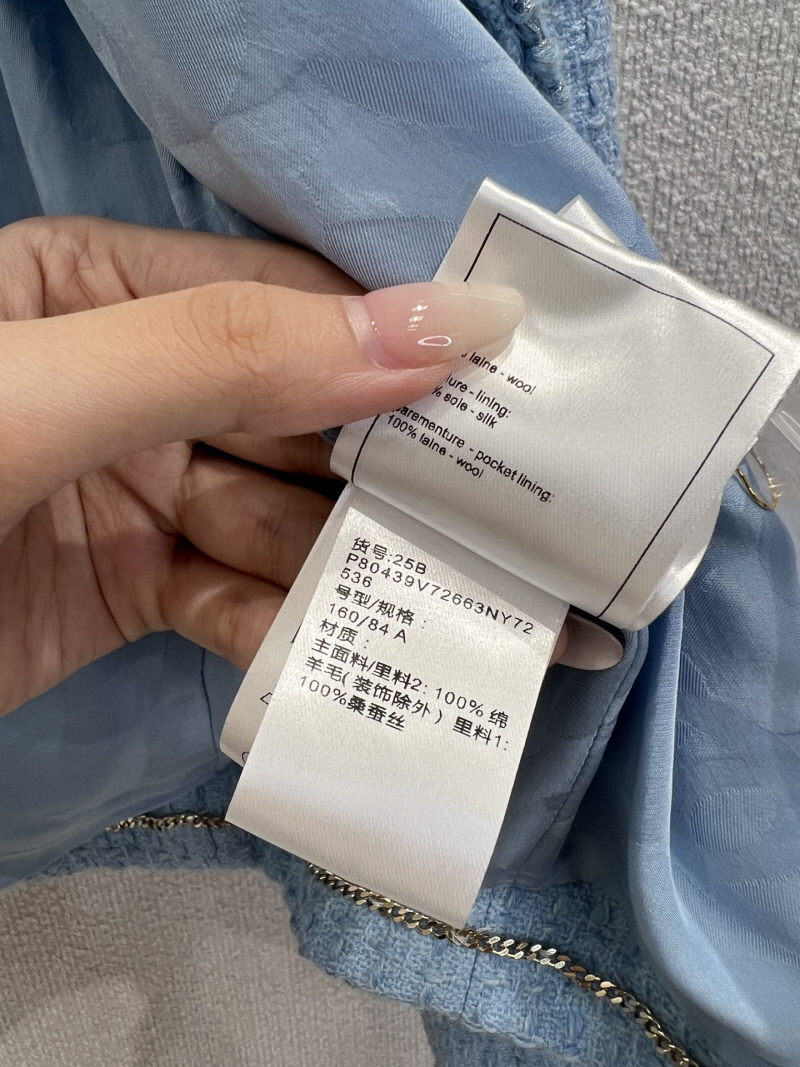 laine - wool
lining:
% soie - silk
parementure - pocket lining:
100% laine - wool
货号:25B
P80439V72663NY72
536
号型/规格：
160/84 A
材质：
主面料/里料2: 100% 绵
羊毛(装饰除外) 里料1:
100%桑蚕丝